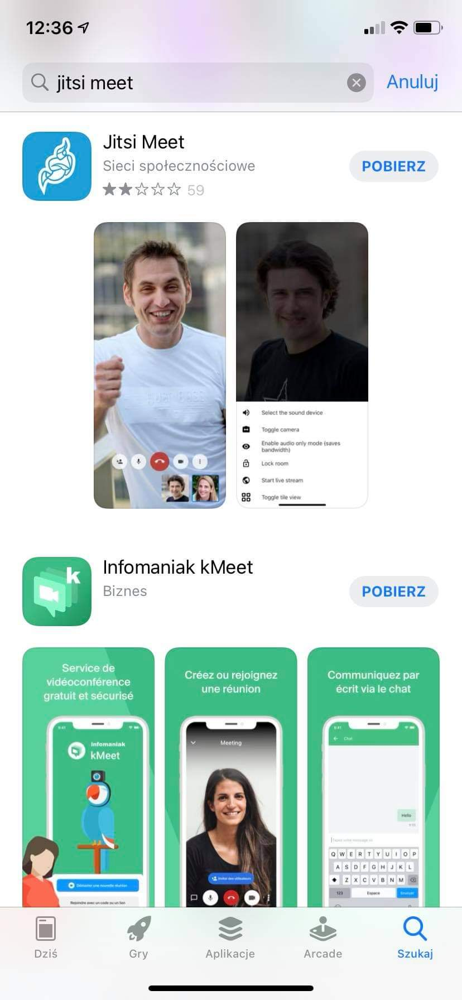 12:36
jitsi meet
Anuluj
Jitsi Meet
Sieci społecznościowe
59
POBIERZ
Select the sound device
Toggle camera
Enable audio only mode (saves
bandwidth)
Lock room
Start live stream
Toggle tile view
k
Infomaniak kMeet
Biznes
POBIERZ
Service de
vidéoconférence
gratuit et sécurisé
9:41
Infomaniak
kMeet
Démarrer une nouvelle réunion
Rejoindre avec un code ou un lien
Créez ou rejoignez
une réunion
Meeting
Inviter des utilisateurs
Communiquez par
écrit via le chat
9:41
Chat
Hello
Tapez votre message ici
Q W E R T Y U I O P
A S D F G H J K L
Z X C V B N M
123
Espace
Envoyer
Dziś
Gry
Aplikacje
Arcade
Szukaj